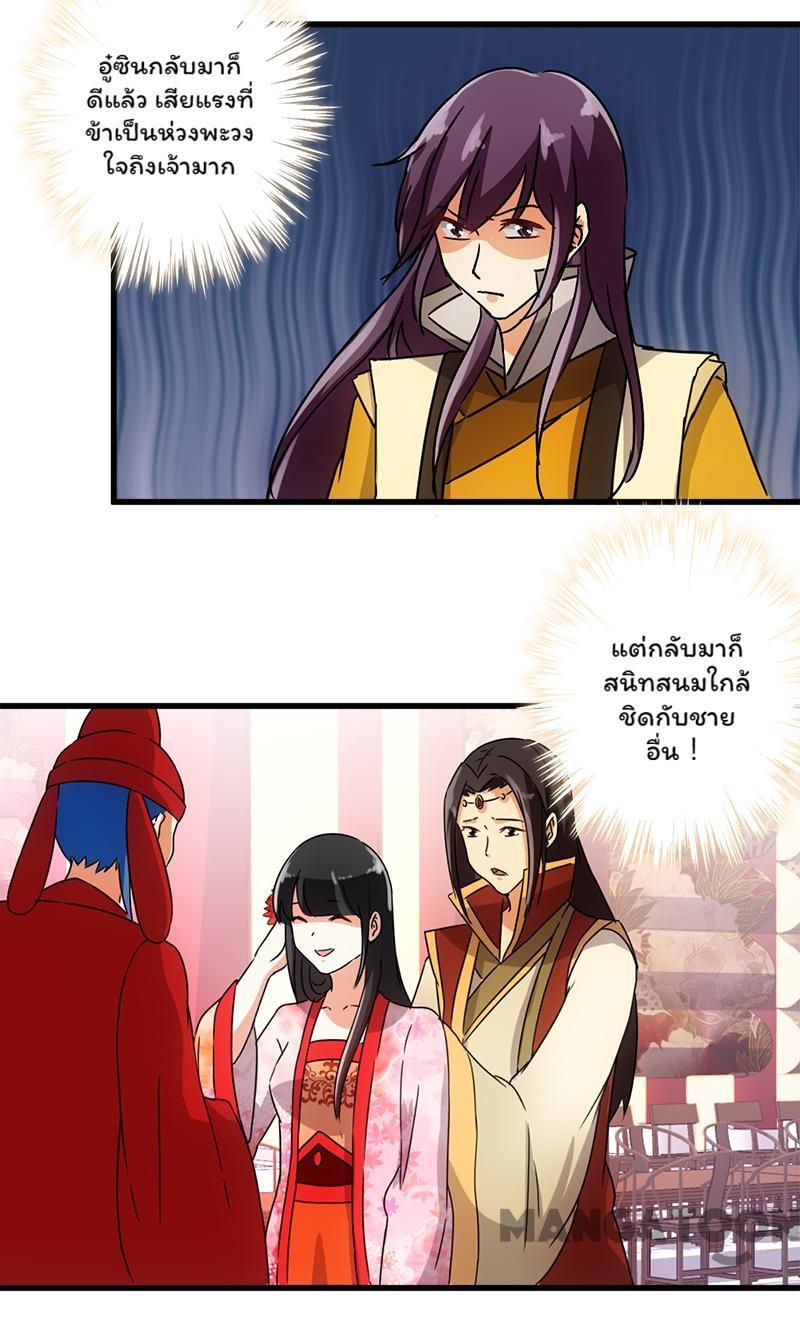 อู๋ซินกลับมาก็
ดีแล้ว เสียแรงที่
ข้าเป็นห่วงพะวง
ใจถึงเจ้ามาก
แต่กลับมาก็
สนิทสนมใกล้
ชิดกับชาย
อื่น !
MANGATOON